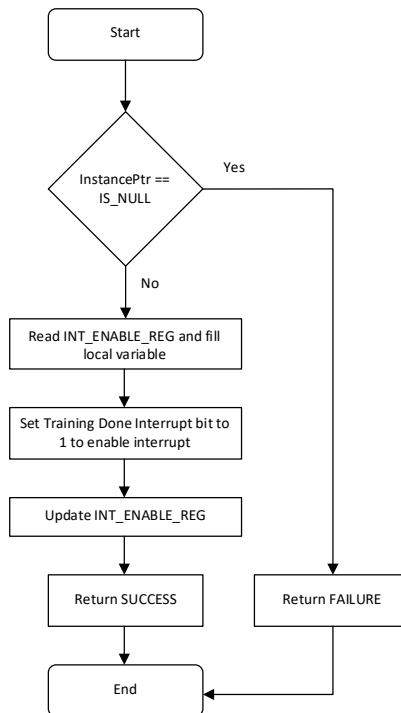 Start
InstancePtr ==
IS_NULL
Yes
No
Read INT_ENABLE_REG and fill
local variable
Set Training Done Interrupt bit to
1 to enable interrupt
Update INT_ENABLE_REG
Return SUCCESS
Return FAILURE
End